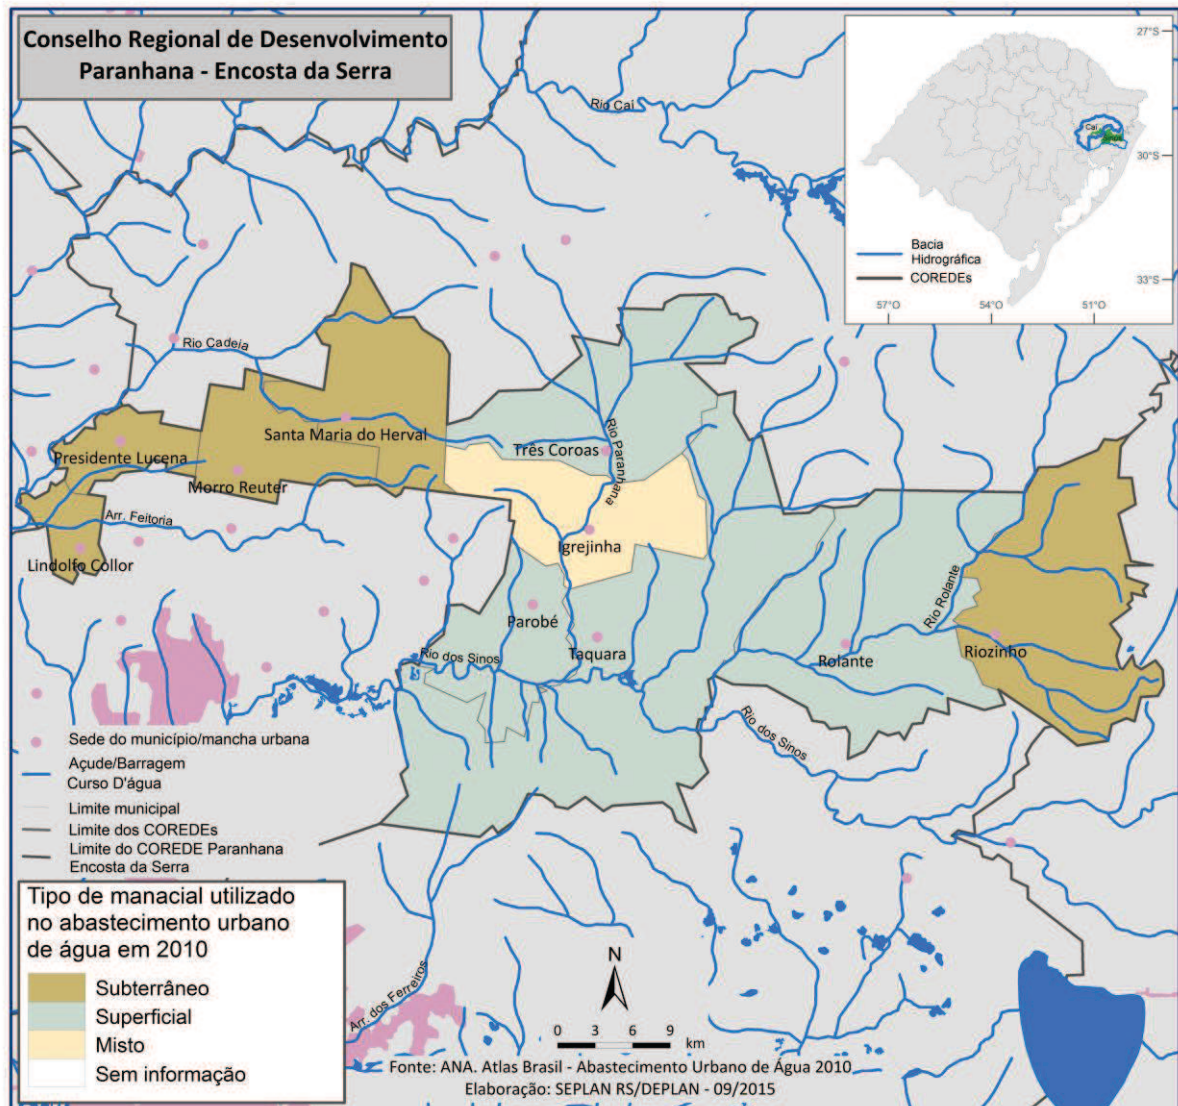 Conselho Regional de Desenvolvimento
Paranhana - Encosta da Serra
27°S
30°S
33°S
57°O
54°O
51°O
Caí
Bacia
Hidrográfica
COREDEs
Rio Caí
Rio Cadeia
Santa Maria do Herval
Presidente Lucena
Morro Reuter
Arr. Feitoria
Lindolfo Collor
Três Coroas
Rio Paranhana
Igrejinha
Parobé
Taquara
Rio dos Sinos
Rolante
Rio Rolante
Riozinho
Rio dos Sinos
Arr. dos Ferreiros
Sede do município/mancha urbana
Açude/Barragem
Curso D'água
Limite municipal
Limite dos COREDEs
Limite do COREDE Paranhana
Encosta da Serra
Tipo de manacial utilizado
no abastecimento urbano
de água em 2010
Subterrâneo
Superficial
Misto
Sem informação
N
0 3 6 9
km
Fonte: ANA. Atlas Brasil - Abastecimento Urbano de Água 2010
Elaboração: SEPLAN RS/DEPLAN - 09/2015